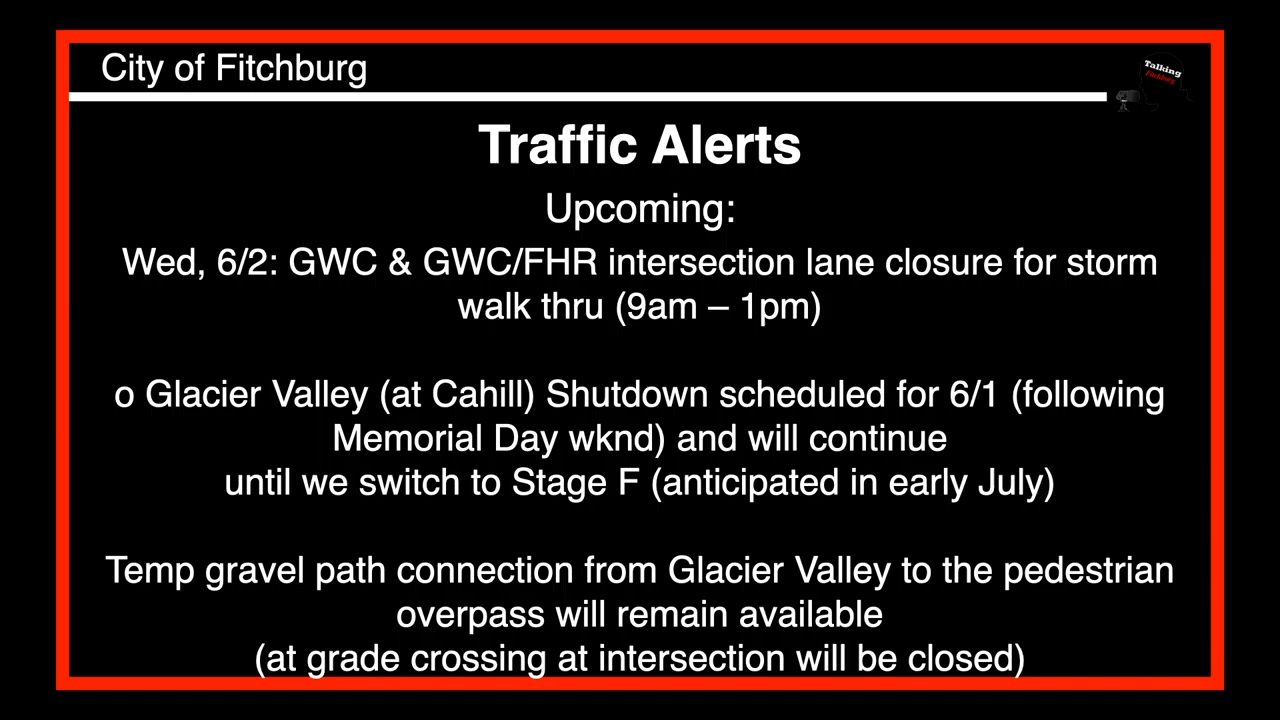 City of Fitchburg
Talking
Fitchburg
Traffic Alerts
Upcoming:
Wed, 6/2: GWC & GWC/FHR intersection lane closure for storm
walk thru (9am – 1pm)
o Glacier Valley (at Cahill) Shutdown scheduled for 6/1 (following
Memorial Day wknd) and will continue
until we switch to Stage F (anticipated in early July)
Temp gravel path connection from Glacier Valley to the pedestrian
overpass will remain available
(at grade crossing at intersection will be closed)